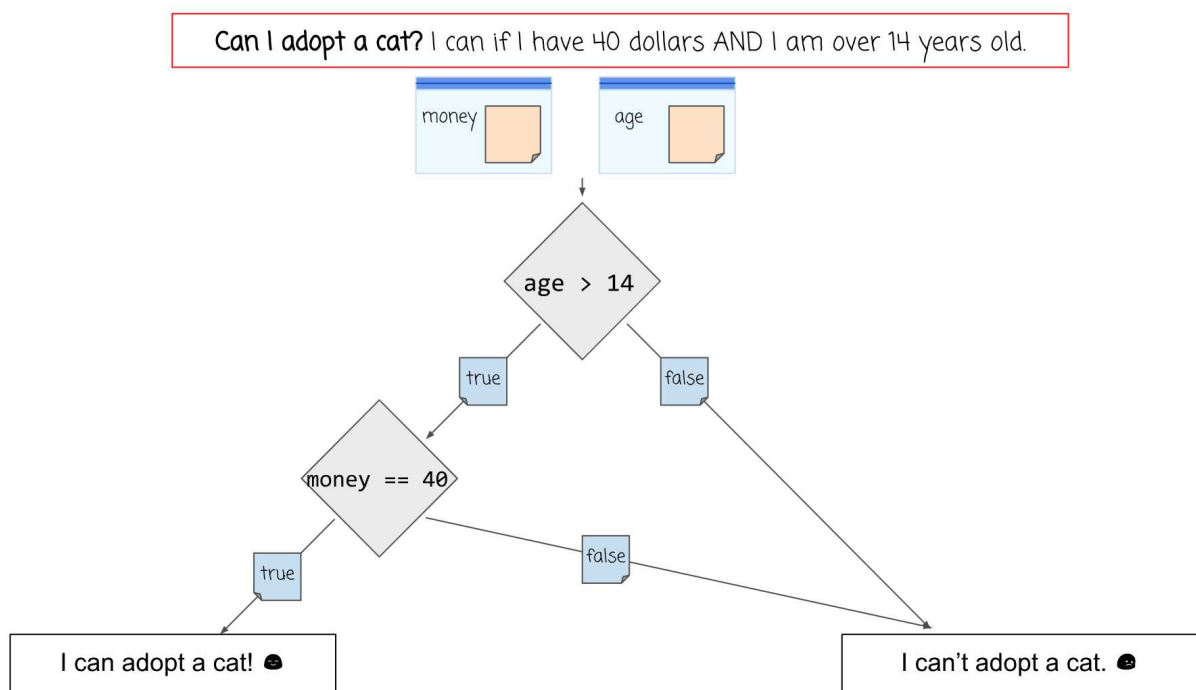 Can I adopt a cat? I can if I have 40 dollars AND I am over 14 years old.
money
age
age > 14
true
false
money == 40
true
false
I can adopt a cat!
I can't adopt a cat.